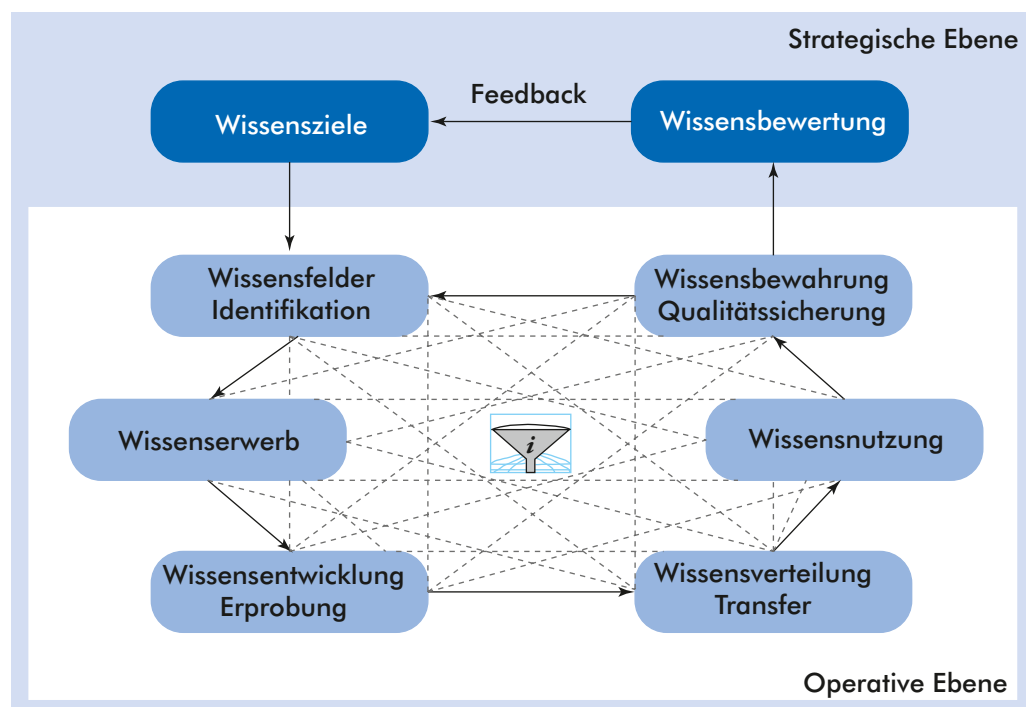 Strategische Ebene
Feedback
Wissensziele
Wissensbewertung
Wissensfelder
Identifikation
Wissensbewahrung
Qualitätssicherung
Wissenserwerb
i
Wissensnutzung
Wissensentwicklung
Erprobung
Wissensverteilung
Transfer
Operative Ebene